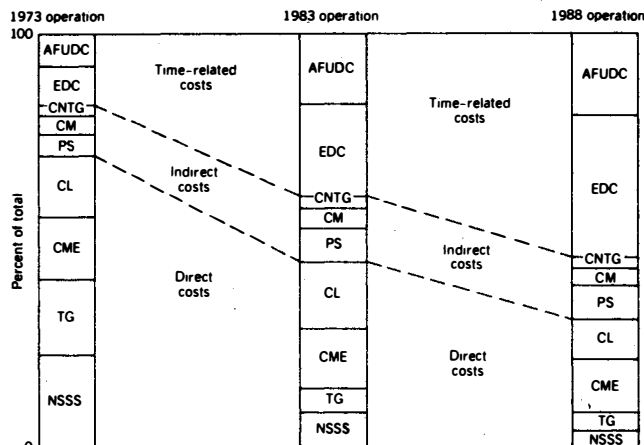 1973 operation
1983 operation
1988 operation
100
Percent of total
AFUDC
EDC
CNTG
CM
PS
CL
CME
TG
NSSS
Time-related
costs
Indirect
costs
Direct
costs
AFUDC
EDC
CNTG
CM
PS
CL
CME
TG
NSSS
Time-related
costs
Indirect
costs
Direct
costs
AFUDC
EDC
CNTG
CM
PS
CL
CME
TG
NSSS